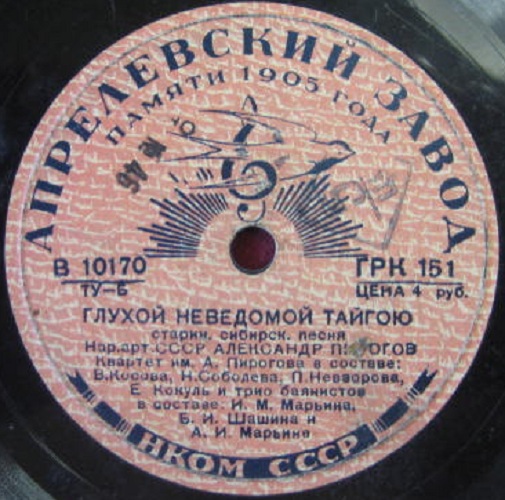 АПРЕЛЕВСКИЙ ЗАВОД
ПАМЯТИ 1905 ГОДА
В 10170
ТУ-Б
ГРК 151
ЦЕНА 4 руб.
ГЛУХОЙ НЕВЕДОМОЙ ТАЙГОЮ
старин. сибирск. песня
Нар. арт. СССР АЛЕКСАНДР ПИРОГОВ
Квартет им. А. Пирогова в составе:
В. Косова, Н. Соболева, П. Невзорова,
Е. Кокуль и трио баянистов
в составе: И. М. Марьина,
Б. И. Шашина и
А. И. Марьина
НКОМ СССР